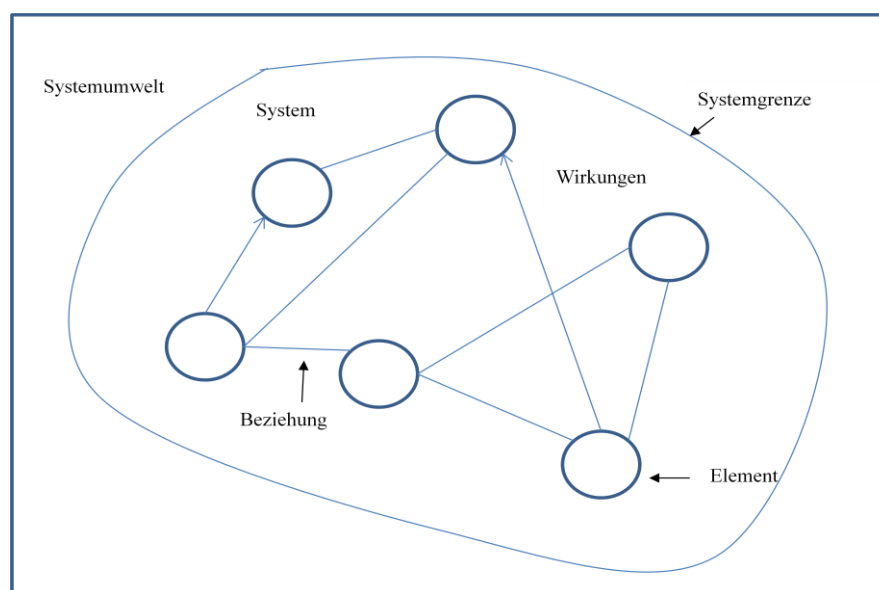 Systemumwelt
System
Systemgrenze
Wirkungen
Beziehung
Element